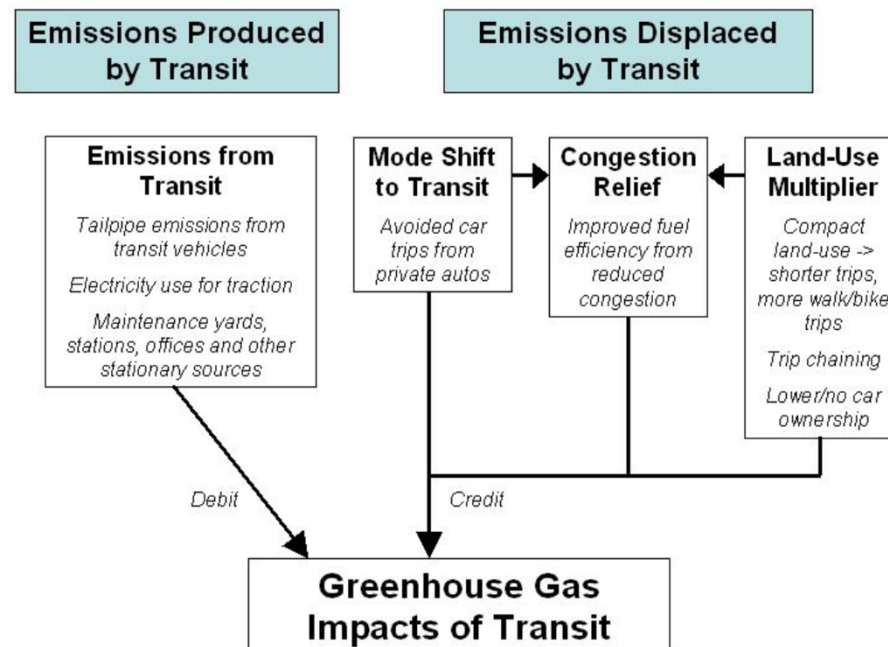 Emissions Produced
by Transit
Emissions Displaced
by Transit
Emissions from
Transit
Tailpipe emissions from
transit vehicles
Electricity use for traction
Maintenance yards,
stations, offices and other
stationary sources
Mode Shift
to Transit
Avoided car
trips from
private autos
Congestion
Relief
Improved fuel
efficiency from
reduced
congestion
Land-Use
Multiplier
Compact
land-use ->
shorter trips,
more walk/bike
trips
Trip chaining
Lower/no car
ownership
Debit
Credit
Greenhouse Gas
Impacts of Transit